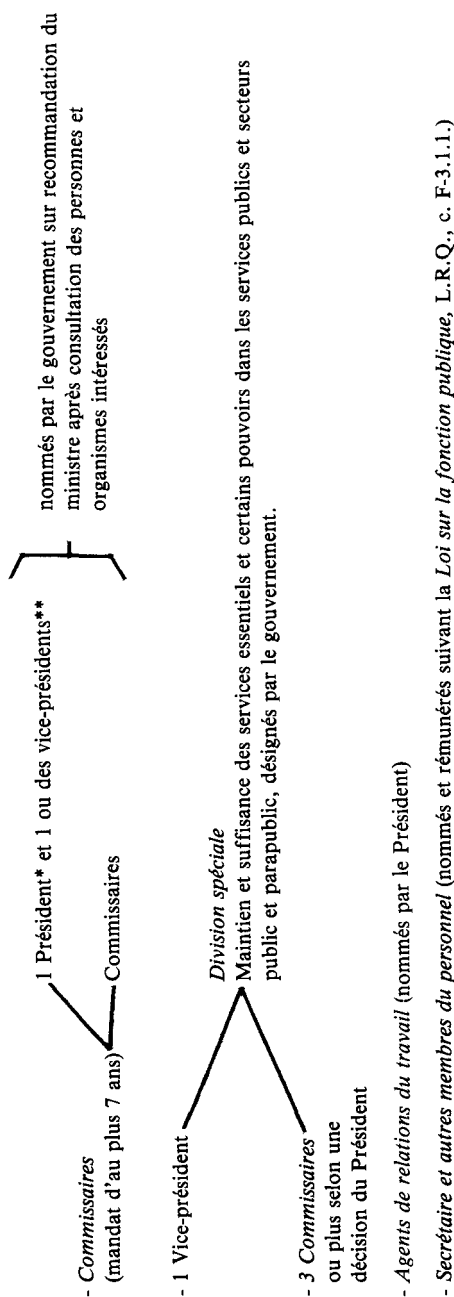 - Commissaires
(mandat d'au plus 7 ans)
1 Président* et 1 ou des vice-présidents**
Commissaires
nommés par le gouvernement sur recommandation du
ministre après consultation des personnes et
organismes intéressés
- 1 Vice-président
- 3 Commissaires
ou plus selon une
décision du Président
Division spéciale
Maintien et suffisance des services essentiels et certains pouvoirs dans les services publics et secteurs
public et parapublic, désignés par le gouvernement.
- Agents de relations du travail (nommés par le Président)
- Secrétaire et autres membres du personnel (nommés et rémunérés suivant la Loi sur la fonction publique, L.R.Q., c. F-3.1.1.)